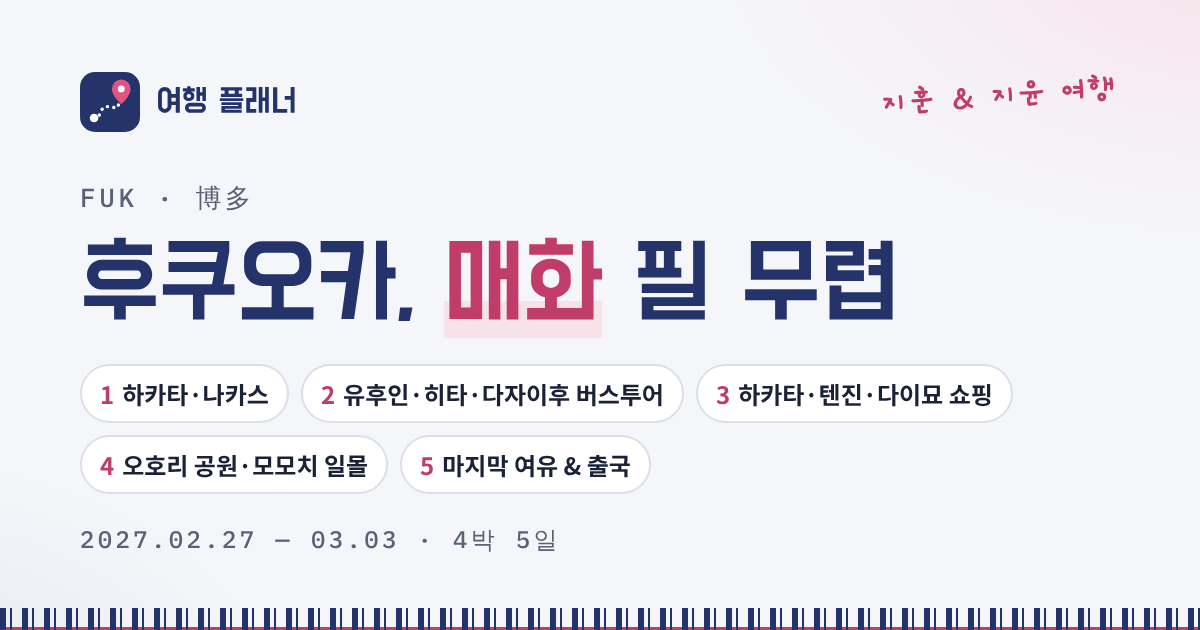 여행 플래너
지훈 & 지윤 여행
FUK · 博多
후쿠오카, 매화 필 무렵
1 하카타·나카스
2 유후인·히타·다자이후 버스투어
3 하카타·텐진·다이묘 쇼핑
4 오호리 공원·모모치 일몰
5 마지막 여유 & 출국
2027.02.27 — 03.03 · 4박 5일